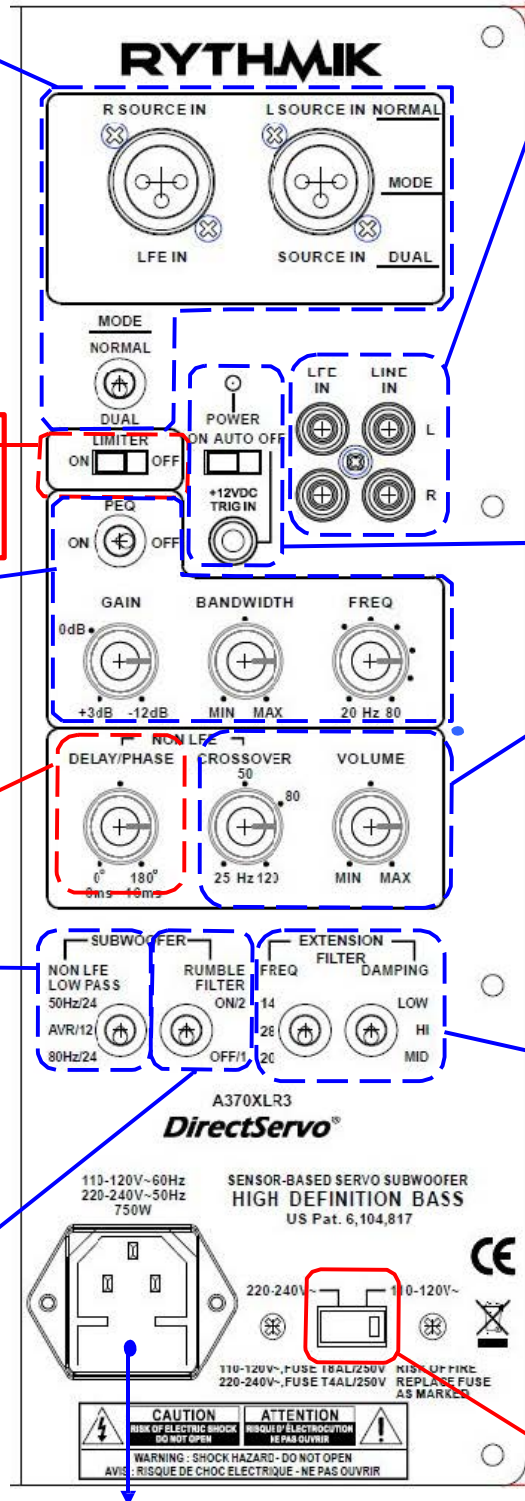 RYTHMIK
R SOURCE IN L SOURCE IN NORMAL
MODE
LFE IN SOURCE IN DUAL
MODE
NORMAL
DUAL
LFE IN LINE IN
L
R
POWER
ON AUTO OFF
+12VDC
TRIG IN
LIMITER
ON OFF
PEQ
ON OFF
GAIN BANDWIDTH FREQ
0dB
+3dB -12dB MIN MAX 20 Hz 80
NON LFE
DELAY/PHASE CROSSOVER VOLUME
50
80
0° 180° 25 Hz 120 MIN MAX
0ms 16ms
SUBWOOFER
NON LFE
LOW PASS
RUMBLE
FILTER
50Hz/24
AVR/12
80Hz/24
ON/2
OFF/1
EXTENSION
FILTER
FREQ DAMPING
14 LOW
28 HI
20 MID
A370XLR3
DirectServo®
110-120V~60Hz
220-240V~50Hz
750W
SENSOR-BASED SERVO SUBWOOFER
HIGH DEFINITION BASS
US Pat. 6,104,817
CE
220-240V~ 110-120V~
110-120V~,FUSE T8AL/250V RISK OF FIRE
220-240V~,FUSE T4AL/250V REPLACE FUSE
AS MARKED
CAUTION ATTENTION
RISK OF ELECTRIC SHOCK RISQUE D'ÉLECTROCUTION
DO NOT OPEN NE PAS OUVRIR
WARNING : SHOCK HAZARD - DO NOT OPEN
AVIS : RISQUE DE CHOC ELECTRIQUE - NE PAS OUVRIR